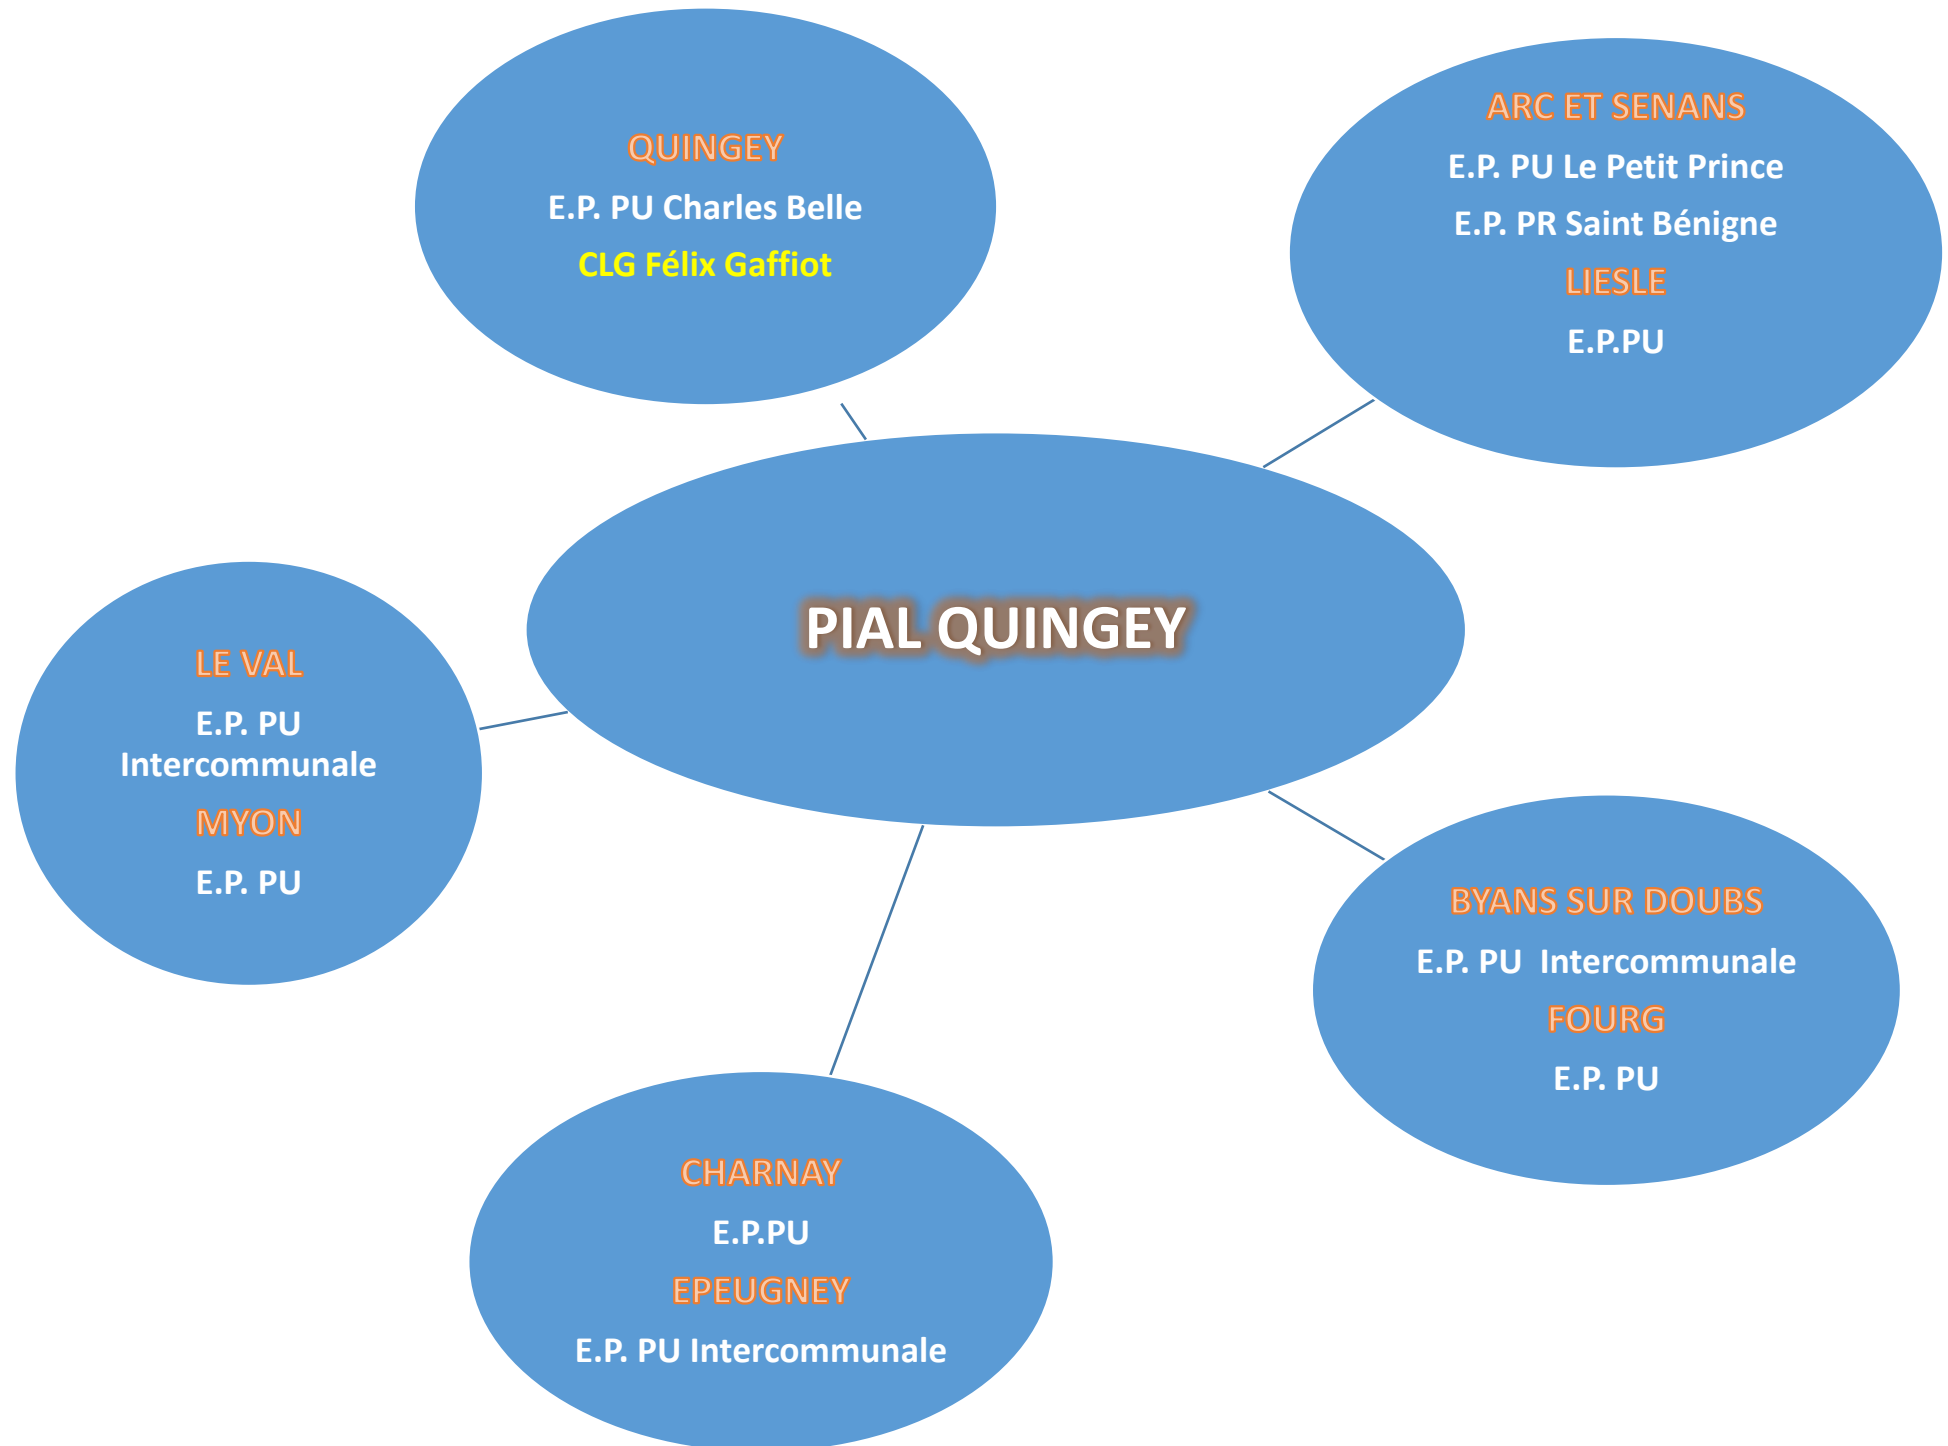 QUINGEY
E.P. PU Charles Belle
CLG Félix Gaffiot
ARC ET SENANS
E.P. PU Le Petit Prince
E.P. PR Saint Bénigne
LIESLE
E.P.PU
PIAL QUINGEY
LE VAL
E.P. PU
Intercommunale
MYON
E.P. PU
BYANS SUR DOUBS
E.P. PU  Intercommunale
FOURG
E.P. PU
CHARNAY
E.P.PU
EPEUGNEY
E.P. PU Intercommunale